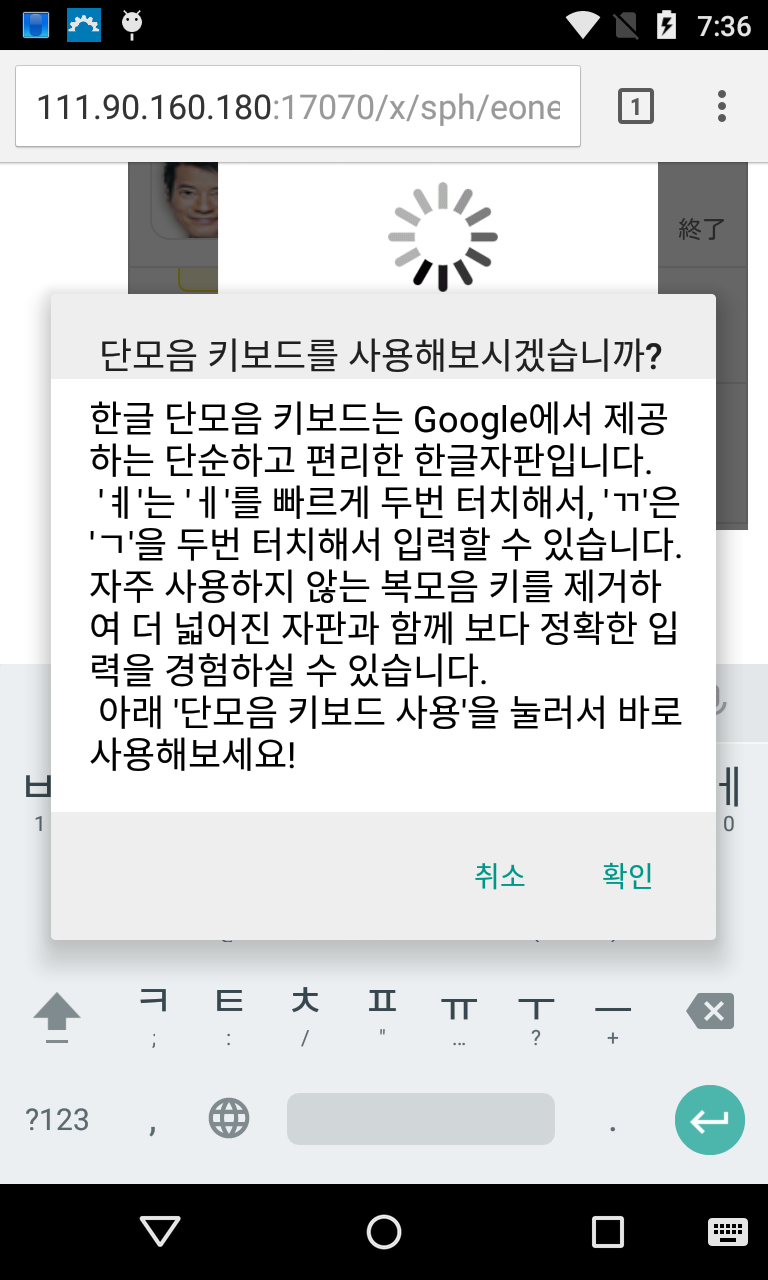 7:36
111.90.160.180:17070/x/sph/eone
1
終了
단모음 키보드를 사용해보시겠습니까?
한글 단모음 키보드는 Google에서 제공
하는 단순하고 편리한 한글자판입니다.
'ㅖ'는 'ㅔ'를 빠르게 두번 터치해서, 'ㄲ'은
'ㄱ'을 두번 터치해서 입력할 수 있습니다.
자주 사용하지 않는 복모음 키를 제거하
여 더 넓어진 자판과 함께 보다 정확한 입
력을 경험하실 수 있습니다.
아래 '단모음 키보드 사용'을 눌러서 바로
사용해보세요!
취소 확인
ㅂ ㅔ
1 0
ㅋ ㅌ ㅊ ㅍ ㅠ ㅜ ㅡ
; : / " ... ? +
?123 , .